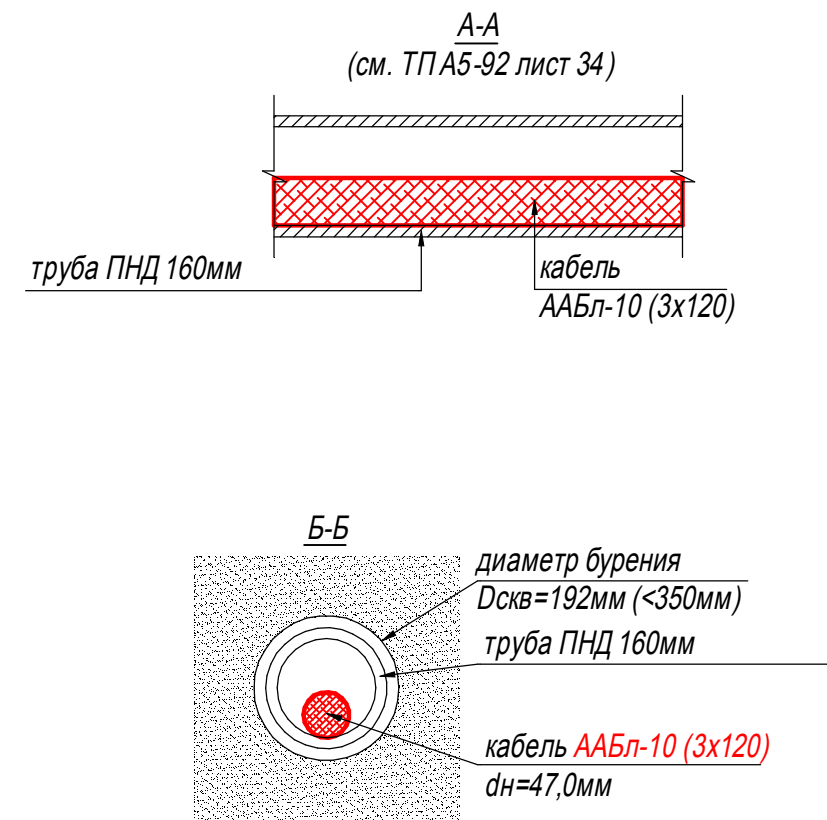 А-А
(см. ТП А5-92 лист 34)
труба ПНД 160мм
кабель
ААБл-10 (3х120)
Б-Б
диаметр бурения
Dскв=192мм (<350мм)
труба ПНД 160мм
кабель ААБл-10 (3х120)
dн=47,0мм